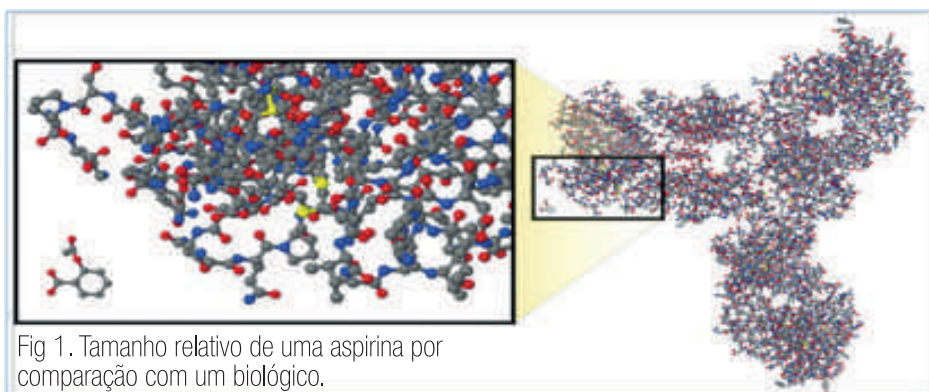 Fig 1. Tamanho relativo de uma aspirina por
comparação com um biológico.